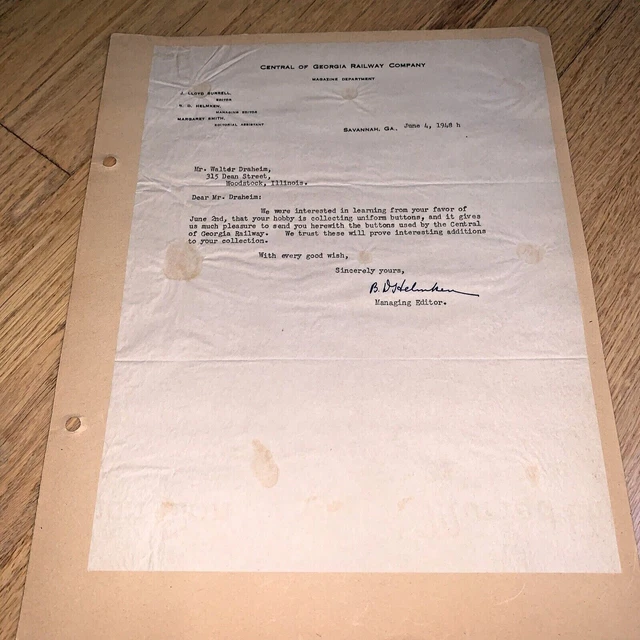 CENTRAL OF GEORGIA RAILWAY COMPANY
MAGAZINE DEPARTMENT
J. LLOYD BURRELL,
EDITOR
B. D. HELMKEN,
MANAGING EDITOR
MARGARET SMITH,
EDITORIAL ASSISTANT
SAVANNAH, GA., June 4, 1948 h
Mr. Walter Draheim,
315 Dean Street,
Woodstock, Illinois.
Dear Mr. Draheim:
We were interested in learning from your favor of
June 2nd, that your hobby is collecting uniform buttons, and it gives
us much pleasure to send you herewith the buttons used by the Central
of Georgia Railway. We trust these will prove interesting additions
to your collection.
With every good wish,
Sincerely yours,
B. D. Helmken
Managing Editor.